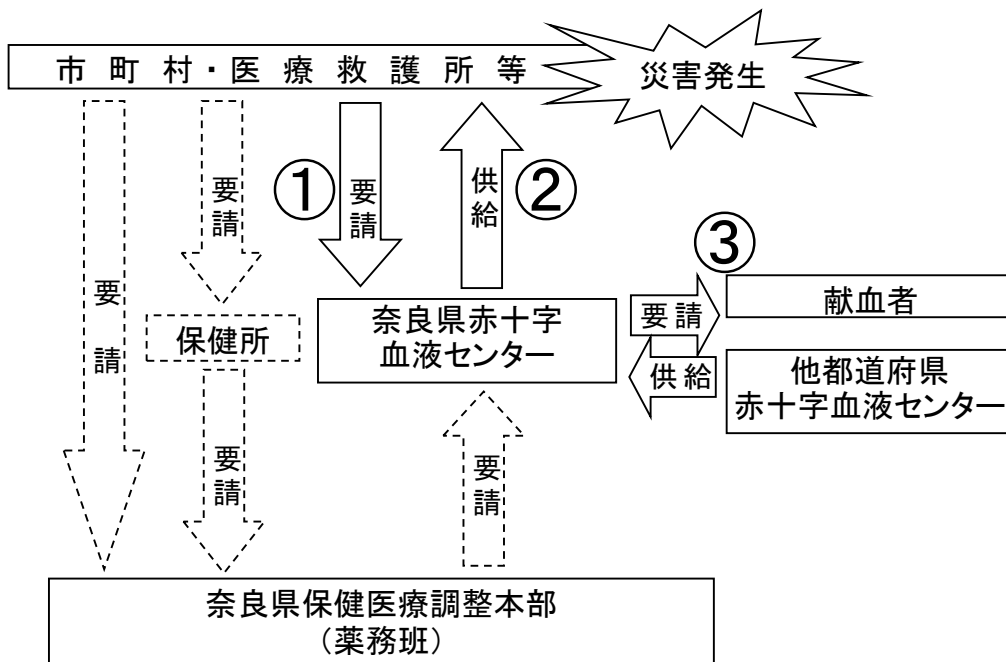 市町村・医療救護所等
災害発生
要請
要請
①
要請
供給
②
③
要請
献血者
保健所
奈良県赤十字
血液センター
供給
他都道府県
赤十字血液センター
要請
要請
奈良県保健医療調整本部
(薬務班)